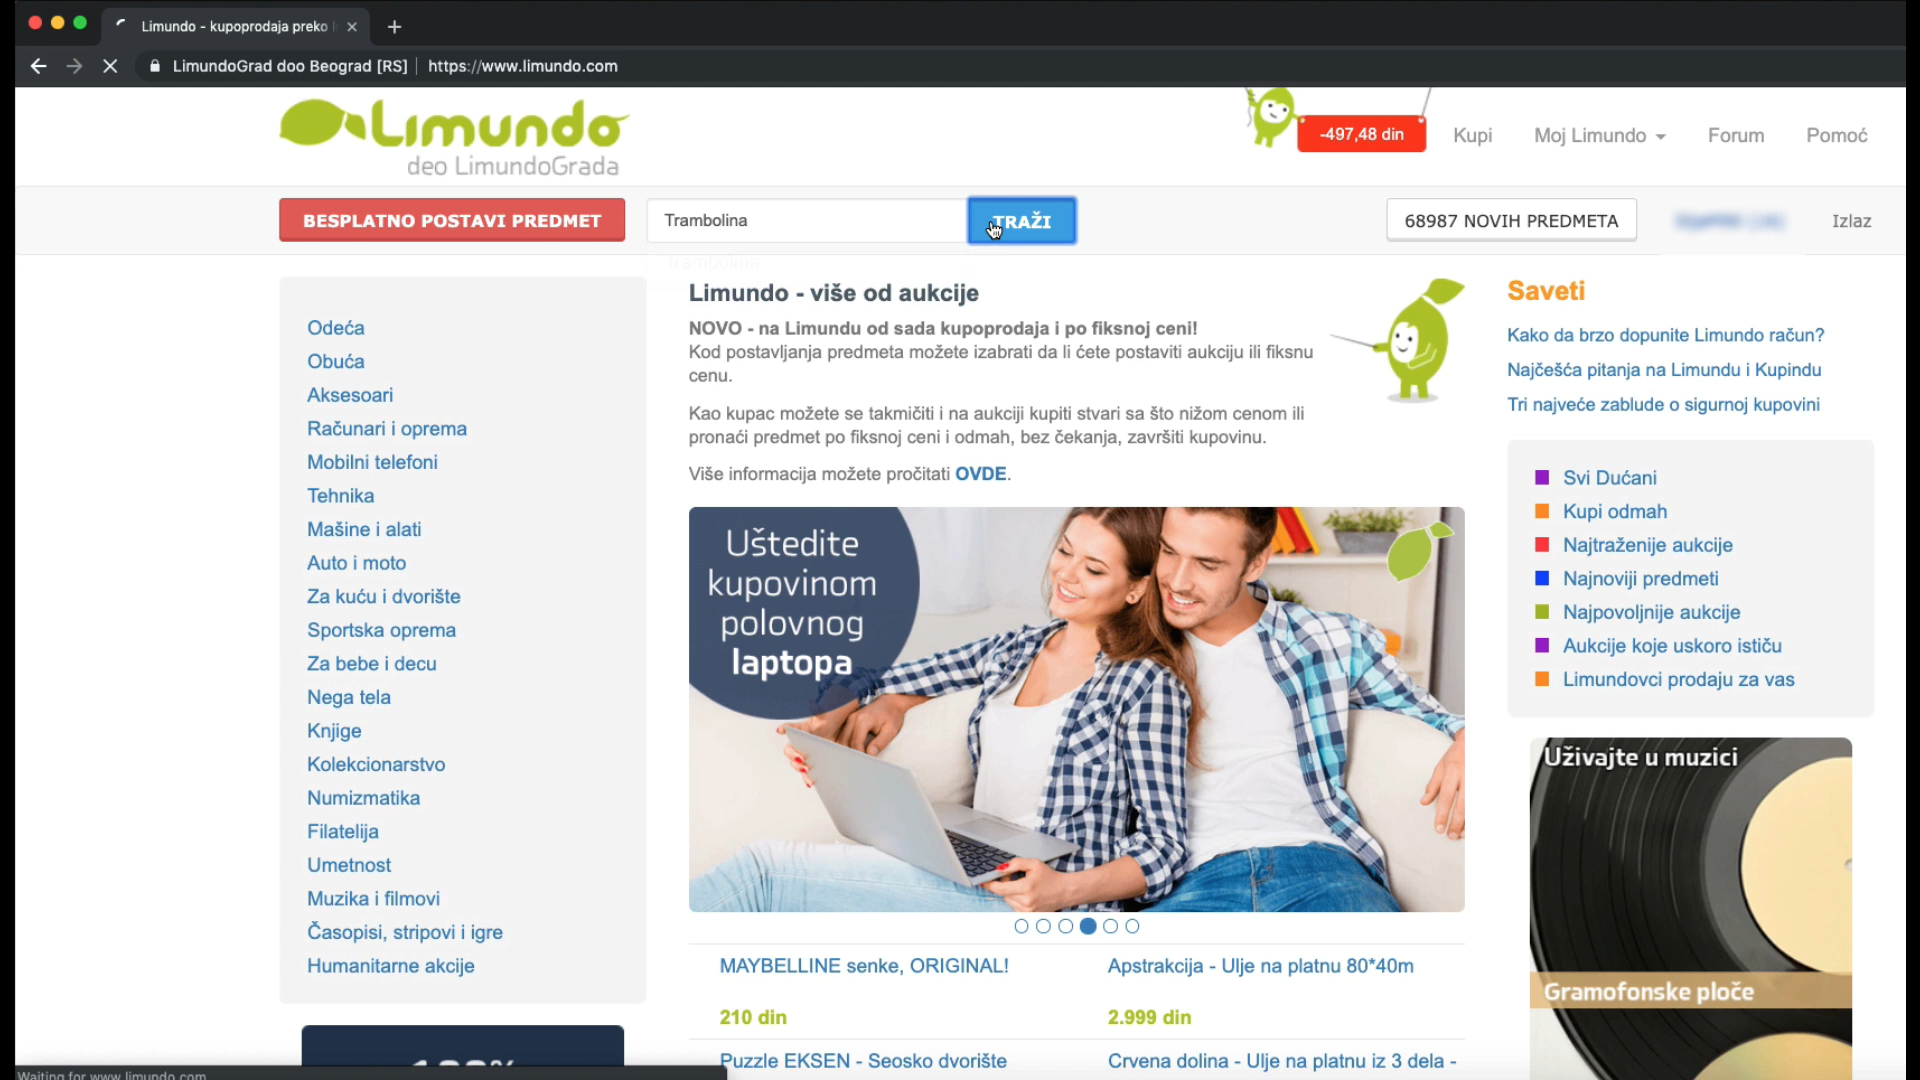 Limundo - kupoprodaja preko
LimundoGrad doo Beograd [RS] https://www.limundo.com
Limundo
deo LimundoGrada
-497,48 din
Kupi
Moj Limundo
Forum
Pomoć
BESPLATNO POSTAVI PREDMET
Trambolina
TRAŽI
68987 NOVIH PREDMETA
Izlaz
Odeća
Obuća
Aksesoari
Računari i oprema
Mobilni telefoni
Tehnika
Mašine i alati
Auto i moto
Za kuću i dvorište
Sportska oprema
Za bebe i decu
Nega tela
Knjige
Kolekcionarstvo
Numizmatika
Filatelija
Umetnost
Muzika i filmovi
Časopisi, stripovi i igre
Humanitarne akcije
Limundo - više od aukcije
NOVO - na Limundu od sada kupoprodaja i po fiksnoj ceni!
Kod postavljanja predmeta možete izabrati da li ćete postaviti aukciju ili fiksnu
cenu.
Kao kupac možete se takmičiti i na aukciji kupiti stvari sa što nižom cenom ili
pronaći predmet po fiksnoj ceni i odmah, bez čekanja, završiti kupovinu.
Više informacija možete pročitati OVDE.
Uštedite
kupovinom
polovnog
laptopa
MAYBELLINE senke, ORIGINAL!
210 din
Puzzle EKSEN - Seosko dvorište
Apstrakcija - Ulje na platnu 80*40m
2.999 din
Crvena dolina - Ulje na platnu iz 3 dela -
Saveti
Kako da brzo dopunite Limundo račun?
Najčešća pitanja na Limundu i Kupindu
Tri najveće zablude o sigurnoj kupovini
Svi Dućani
Kupi odmah
Najtraženije aukcije
Najnoviji predmeti
Najpovoljnije aukcije
Aukcije koje uskoro ističu
Limundovci prodaju za vas
Uživajte u muzici
Gramofonske ploče
Waiting for www.limundo.com